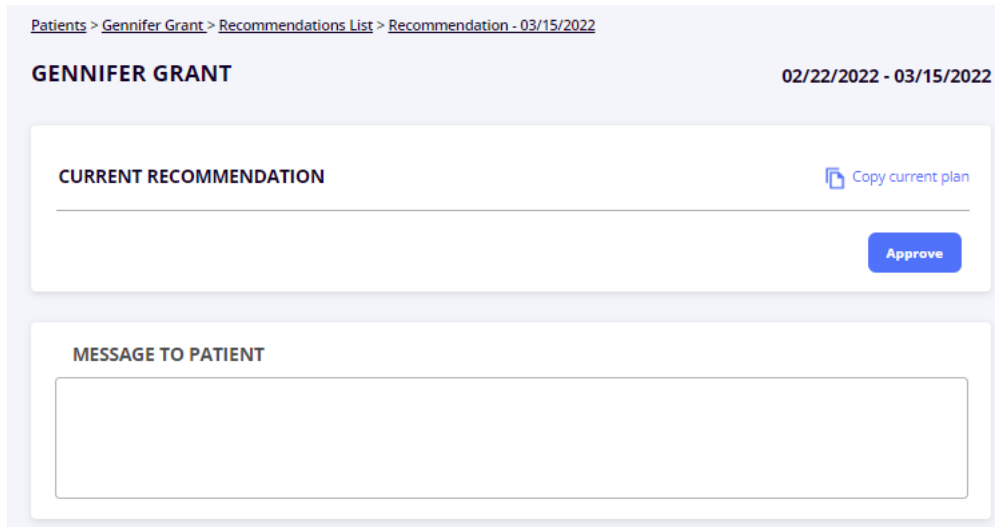 Patients > Gennifer Grant > Recommendations List > Recommendation - 03/15/2022
GENNIFER GRANT
02/22/2022 - 03/15/2022
CURRENT RECOMMENDATION
Copy current plan
Approve
MESSAGE TO PATIENT